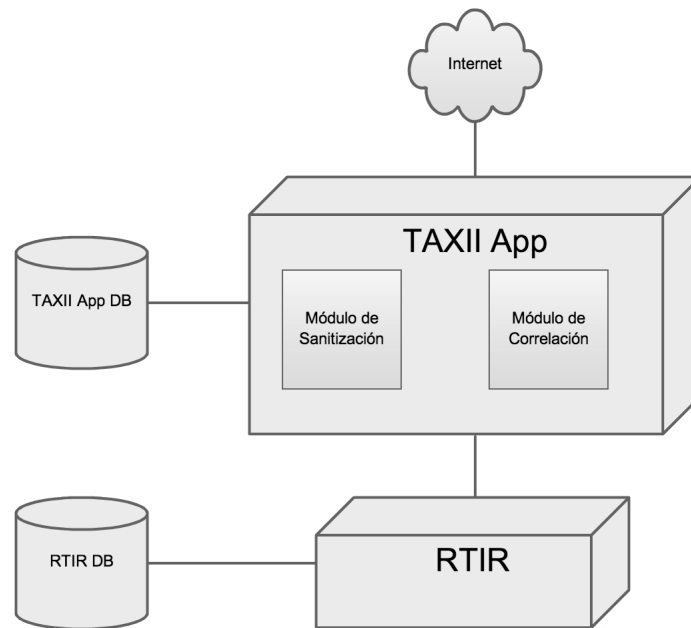 Internet
TAXII App
TAXII App DB
Módulo de
Sanitización
Módulo de
Correlación
RTIR DB
RTIR